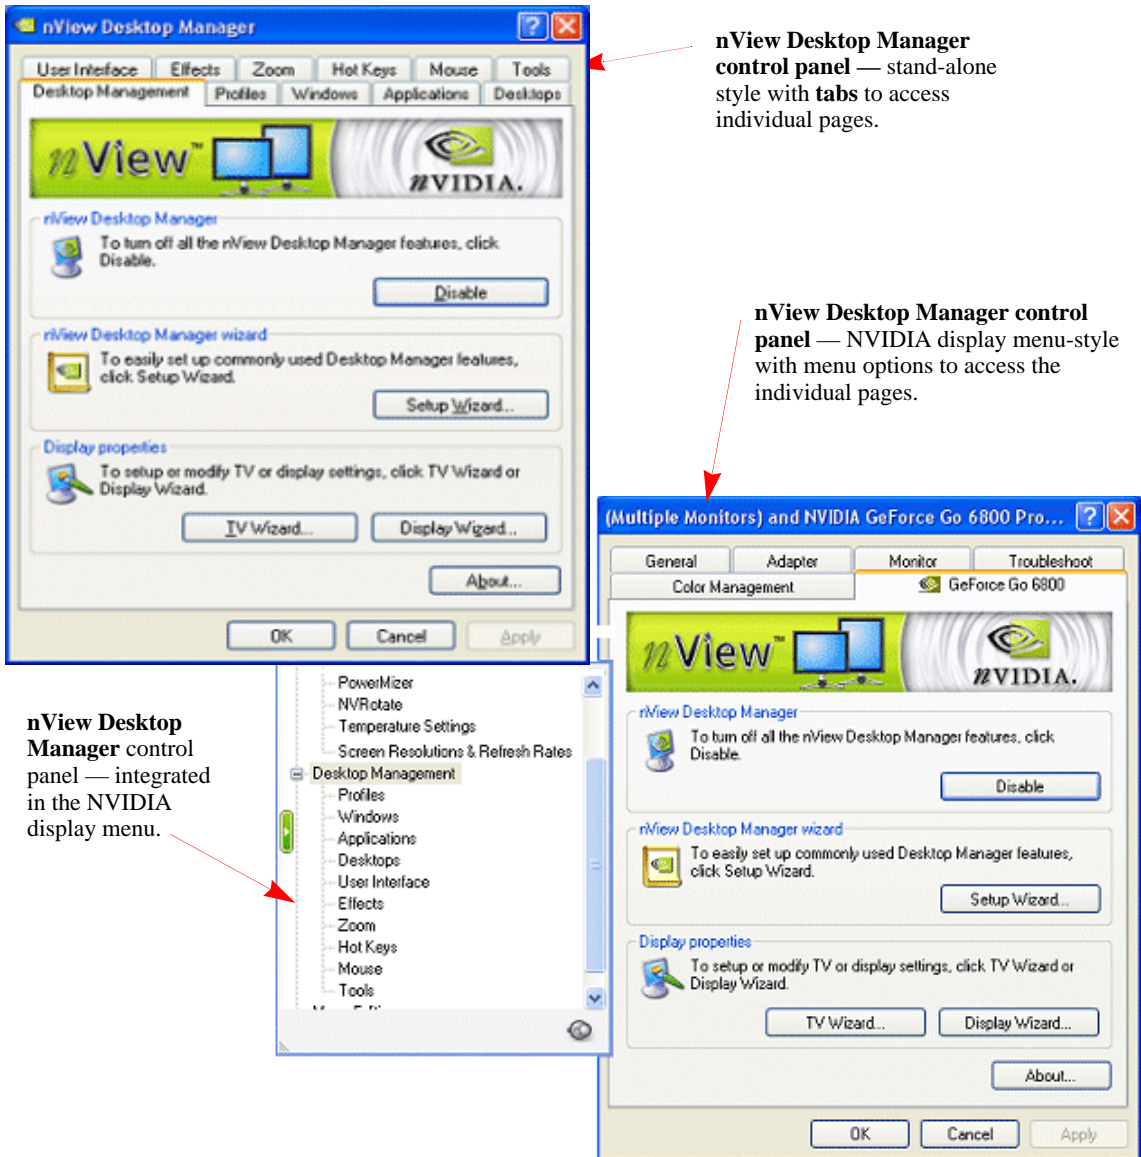 nView Desktop Manager
User Interface Effects Zoom Hot Keys Mouse Tools
Desktop Management Profiles Windows Applications Desktops
nView™ nVIDIA.
nView Desktop Manager
To turn off all the nView Desktop Manager features, click
Disable.
Disable
nView Desktop Manager wizard
To easily set up commonly used Desktop Manager features,
click Setup Wizard.
Setup Wizard...
Display properties
To setup or modify TV or display settings, click TV Wizard or
Display Wizard.
TV Wizard... Display Wizard...
About...
OK Cancel Apply
nView Desktop Manager
control panel — stand-alone
style with tabs to access
individual pages.
nView Desktop Manager control
panel — NVIDIA display menu-style
with menu options to access the
individual pages.
nView Desktop
Manager control
panel — integrated
in the NVIDIA
display menu.
PowerMizer
NVRotate
Temperature Settings
Screen Resolutions & Refresh Rates
Desktop Management
Profiles
Windows
Applications
Desktops
User Interface
Effects
Zoom
Hot Keys
Mouse
Tools
(Multiple Monitors) and NVIDIA GeForce Go 6800 Pro...
General Adapter Monitor Troubleshoot
Color Management GeForce Go 6800
nView™ nVIDIA.
nView Desktop Manager
To turn off all the nView Desktop Manager features, click
Disable.
Disable
nView Desktop Manager wizard
To easily set up commonly used Desktop Manager features,
click Setup Wizard.
Setup Wizard...
Display properties
To setup or modify TV or display settings, click TV Wizard or
Display Wizard.
TV Wizard... Display Wizard...
About...
OK Cancel Apply